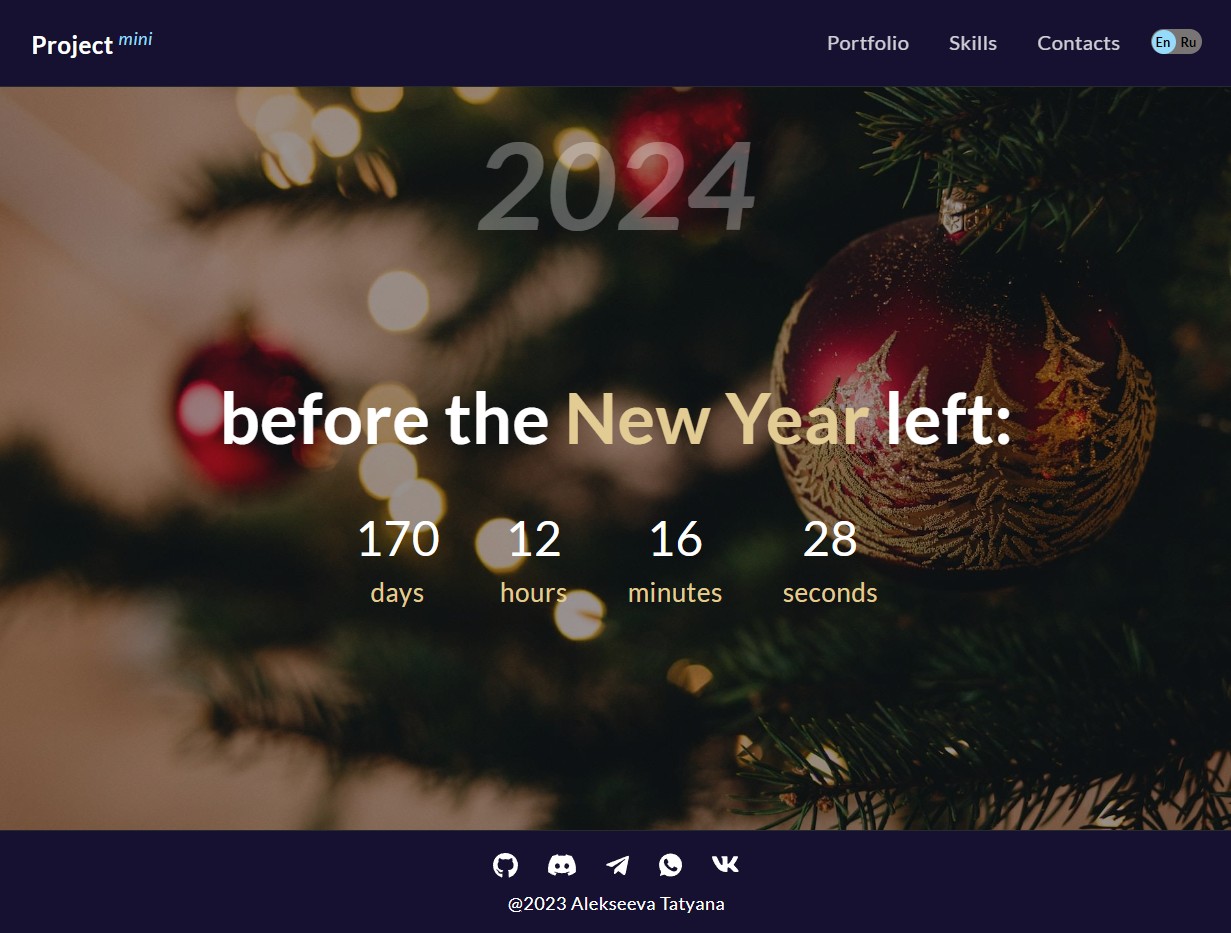 Project mini Portfolio Skills Contacts En Ru
2024
before the New Year left:
170 12 16 28
days hours minutes seconds
@2023 Alekseeva Tatyana